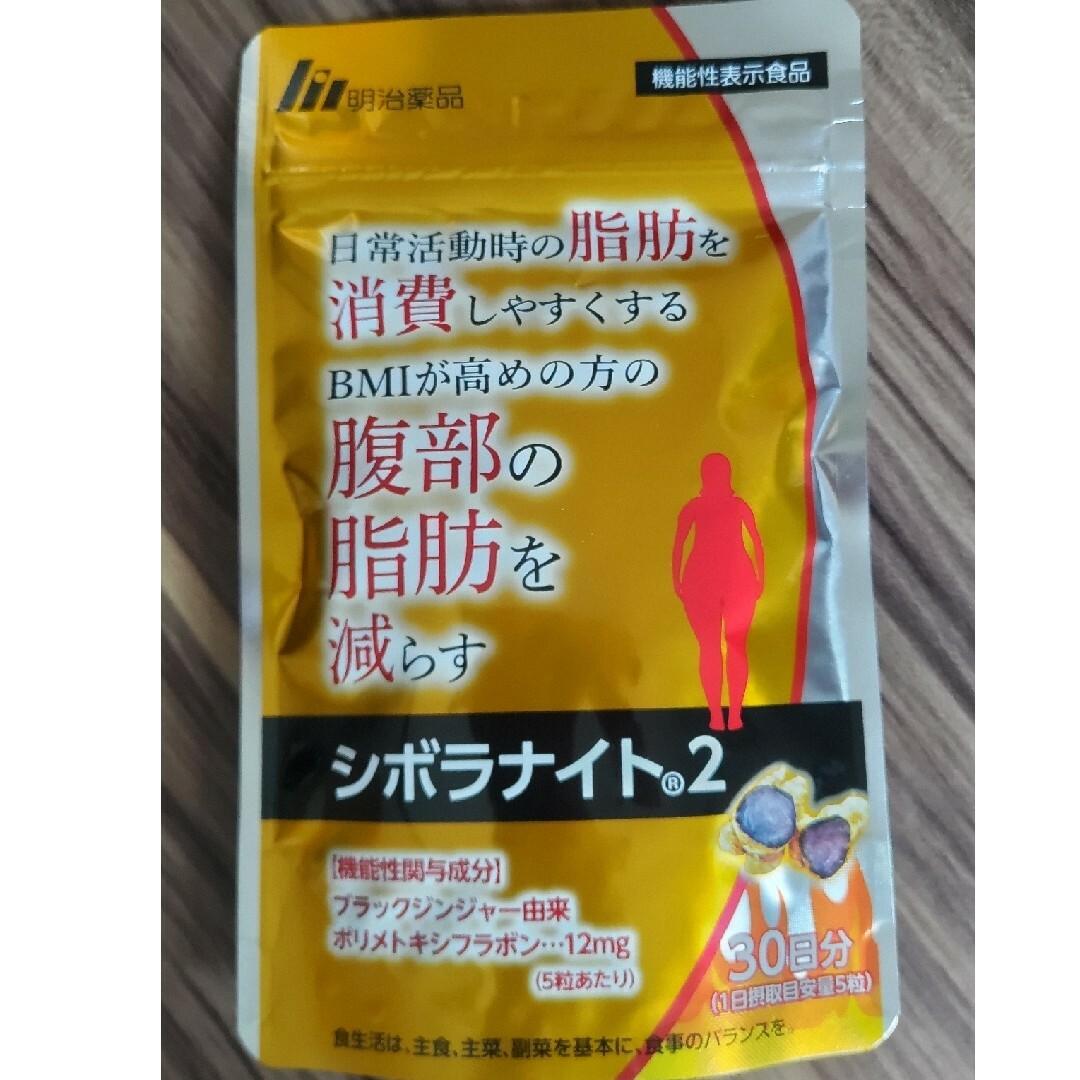 明治薬品
機能性表示食品
日常活動時の脂肪を
消費しやすくする
BMIが高めの方の
腹部の
脂肪を
減らす
シボラナイト®2
【機能性関与成分】
ブラックジンジャー由来
ポリメトキシフラボン…12mg
(5粒あたり)
30日分
(1日摂取目安量5粒)
食生活は、主食、主菜、副菜を基本に、食事のバランスを。